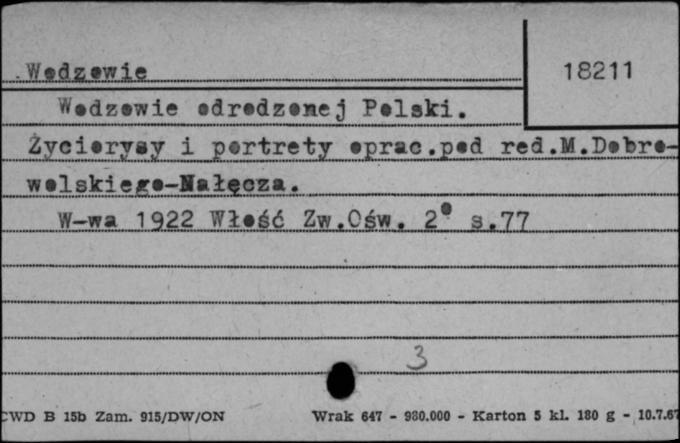 Wodzowie
18211
Wodzowie odrodzonej Polski.
Życiorysy i portrety oprac.pod red.M.Dobro-
wolskiego-Nałęcza.
W-wa 1922 Włość Zw.Ośw. 2° s.77
3
CWD B 15b Zam. 915/DW/ON Wrak 647 - 980.000 - Karton 5 kl. 180 g - 10.7.67